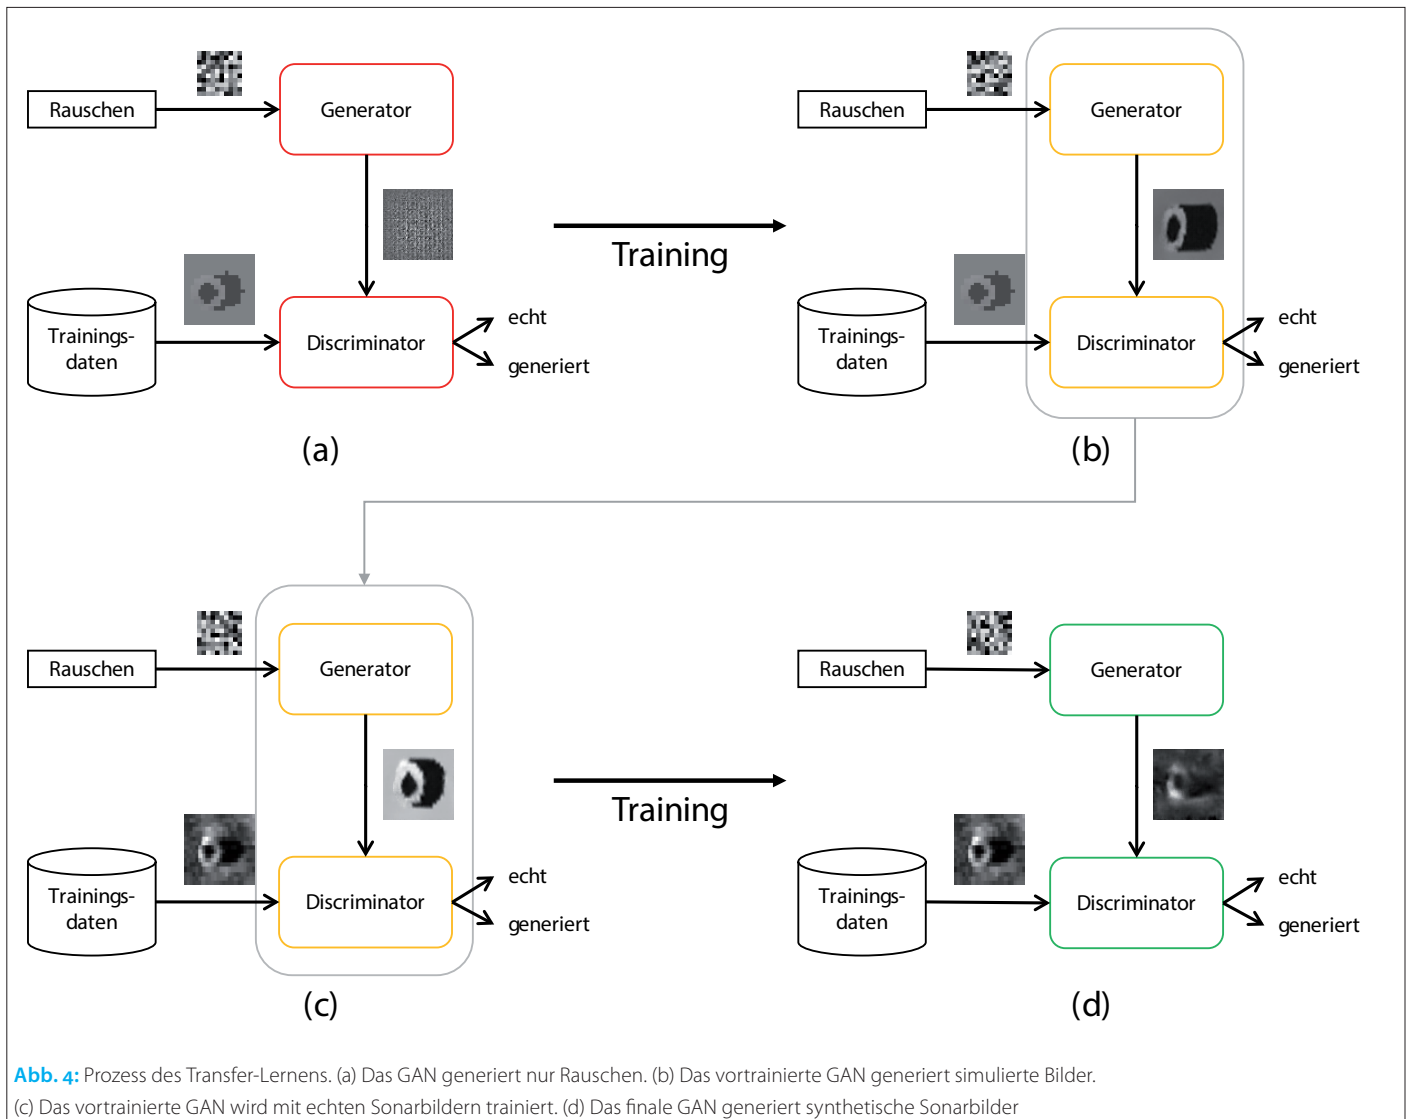 Rauschen
Generator
Trainings-
daten
Discriminator
echt
generiert
(a)
Training
Rauschen
Generator
Trainings-
daten
Discriminator
echt
generiert
(b)
Rauschen
Generator
Trainings-
daten
Discriminator
echt
generiert
(c)
Training
Rauschen
Generator
Trainings-
daten
Discriminator
echt
generiert
(d)
Abb. 4: Prozess des Transfer-Lernens. (a) Das GAN generiert nur Rauschen. (b) Das vortrainierte GAN generiert simulierte Bilder.
(c) Das vortrainierte GAN wird mit echten Sonarbildern trainiert. (d) Das finale GAN generiert synthetische Sonarbilder